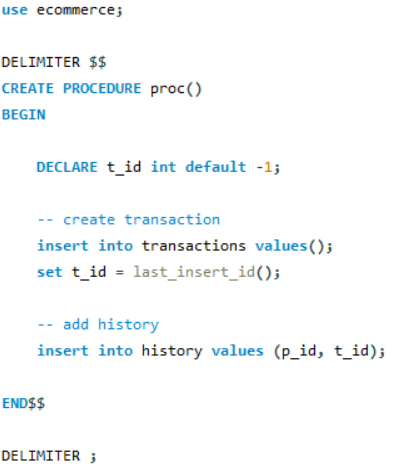 use ecommerce;
DELIMITER $$
CREATE PROCEDURE proc()
BEGIN
DECLARE t_id int default -1;
-- create transaction
insert into transactions values();
set t_id = last_insert_id();
-- add history
insert into history values (p_id, t_id);
END$$
DELIMITER ;